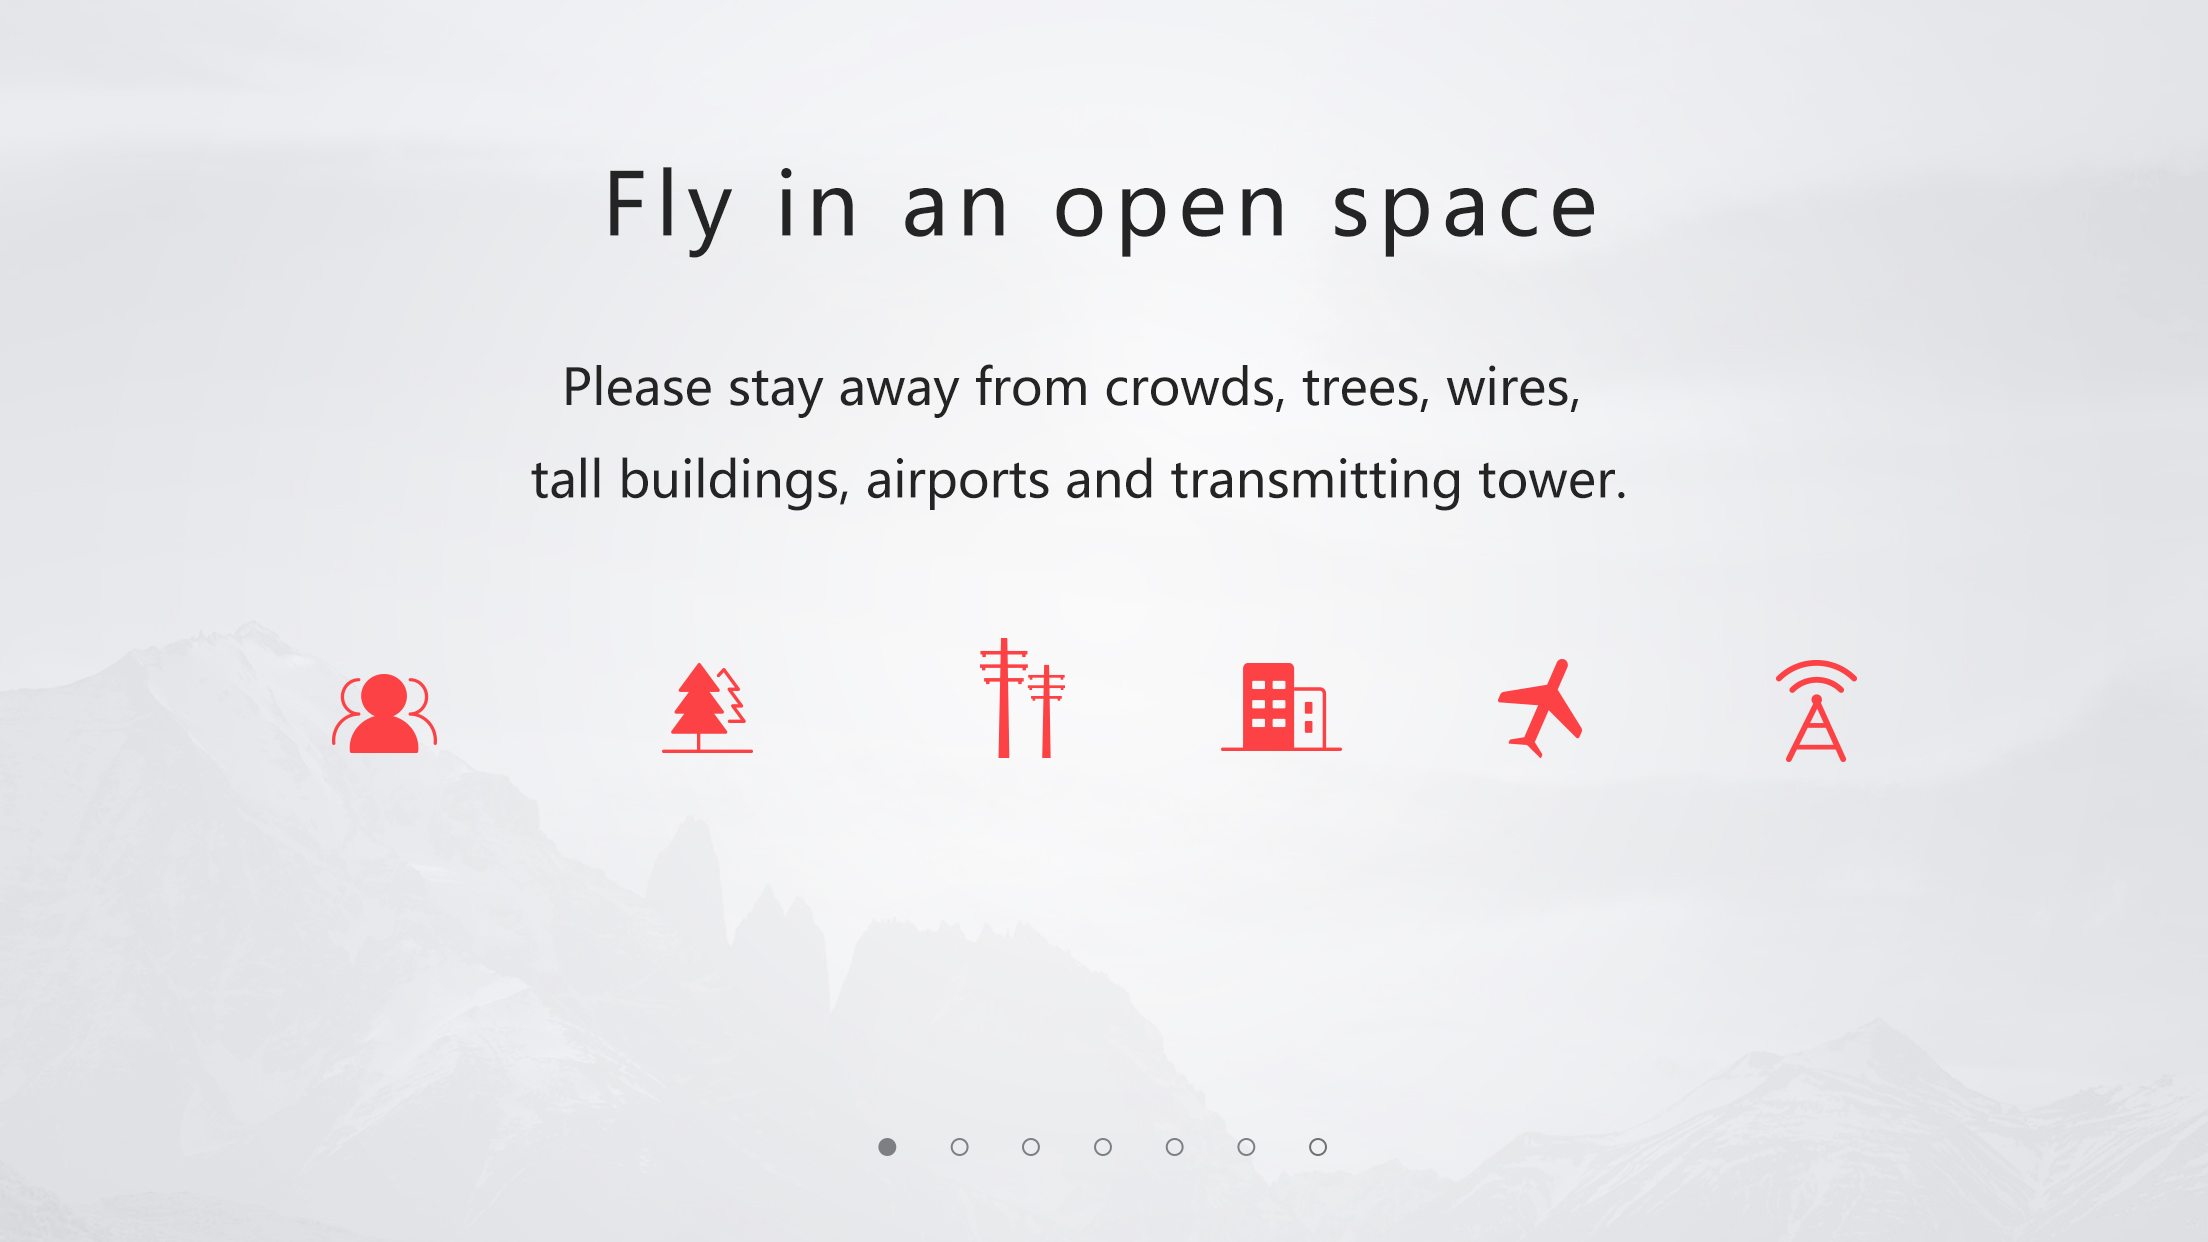 Fly in an open space
Please stay away from crowds, trees, wires,
tall buildings, airports and transmitting tower.